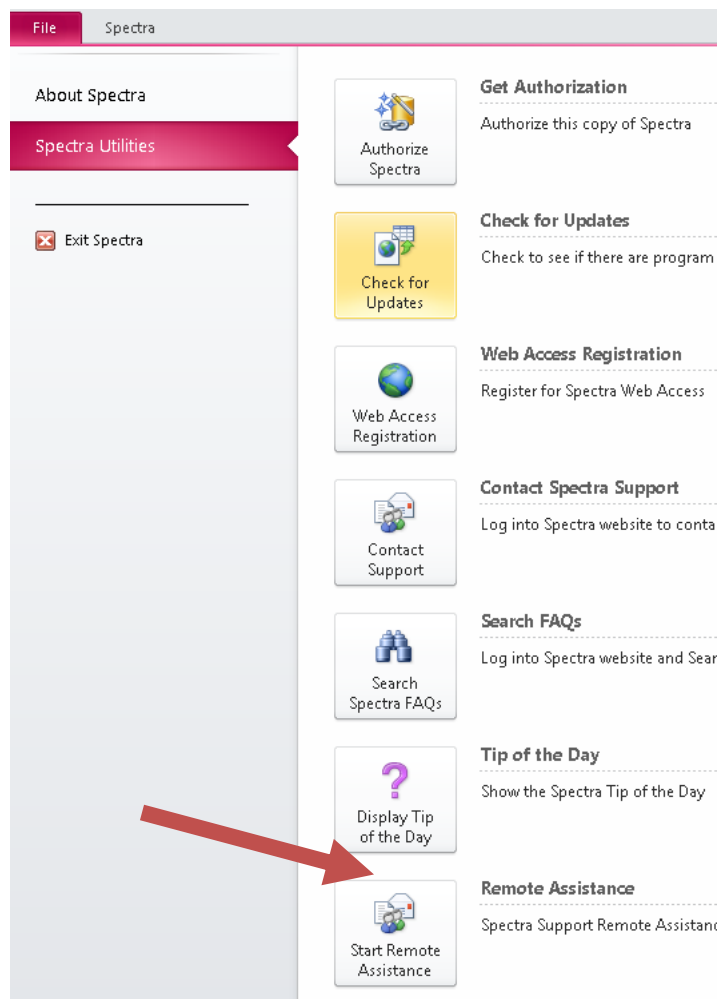 File Spectra
About Spectra
Spectra Utilities
Exit Spectra
Authorize
Spectra
Get Authorization
Authorize this copy of Spectra
Check for
Updates
Check for Updates
Check to see if there are program
Web Access
Registration
Web Access Registration
Register for Spectra Web Access
Contact
Support
Contact Spectra Support
Log into Spectra website to conta
Search
Spectra FAQs
Search FAQs
Log into Spectra website and Sear
Display Tip
of the Day
Tip of the Day
Show the Spectra Tip of the Day
Start Remote
Assistance
Remote Assistance
Spectra Support Remote Assistanc